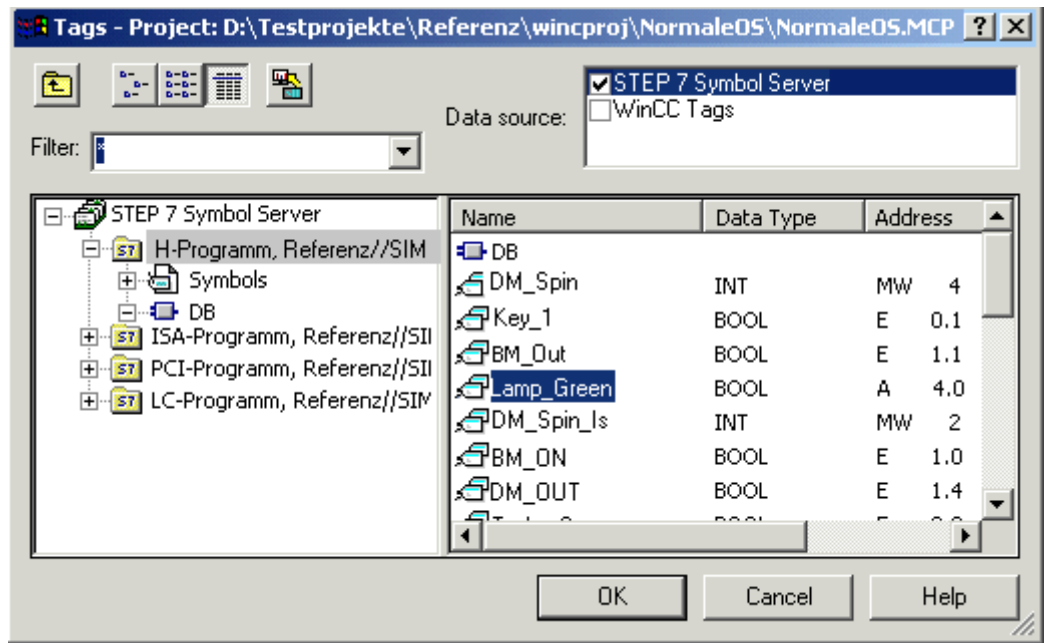 Tags - Project: D:\Testprojekte\Referenz\wincproj\NormaleOS\NormaleOS.MCP
Data source:
STEP 7 Symbol Server
WinCC Tags
Filter: *
STEP 7 Symbol Server
H-Programm, Referenz//SIM
Symbols
DB
ISA-Programm, Referenz//SII
PCI-Programm, Referenz//SII
LC-Programm, Referenz//SIM
Name Data Type Address
DB
DM_Spin INT MW 4
Key_1 BOOL E 0.1
BM_Out BOOL E 1.1
Lamp_Green BOOL A 4.0
DM_Spin_Is INT MW 2
BM_ON BOOL E 1.0
DM_OUT BOOL E 1.4
OK Cancel Help